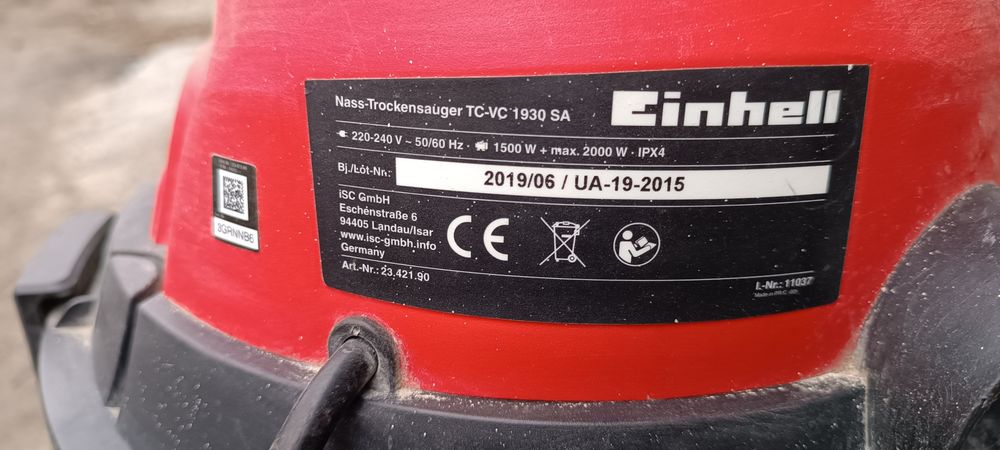 Nass-Trockensauger TC-VC 1930 SA
Einhell
220-240 V ~ 50/60 Hz · 1500 W + max. 2000 W · IPX4
Bj./Lot-Nr.:
2019/06 / UA-19-2015
iSC GmbH
Eschenstraße 6
94405 Landau/Isar
www.isc-gmbh.info
Germany
Art.-Nr.: 23.421.90
CE
I.-Nr.: 11037
3GRNNB6